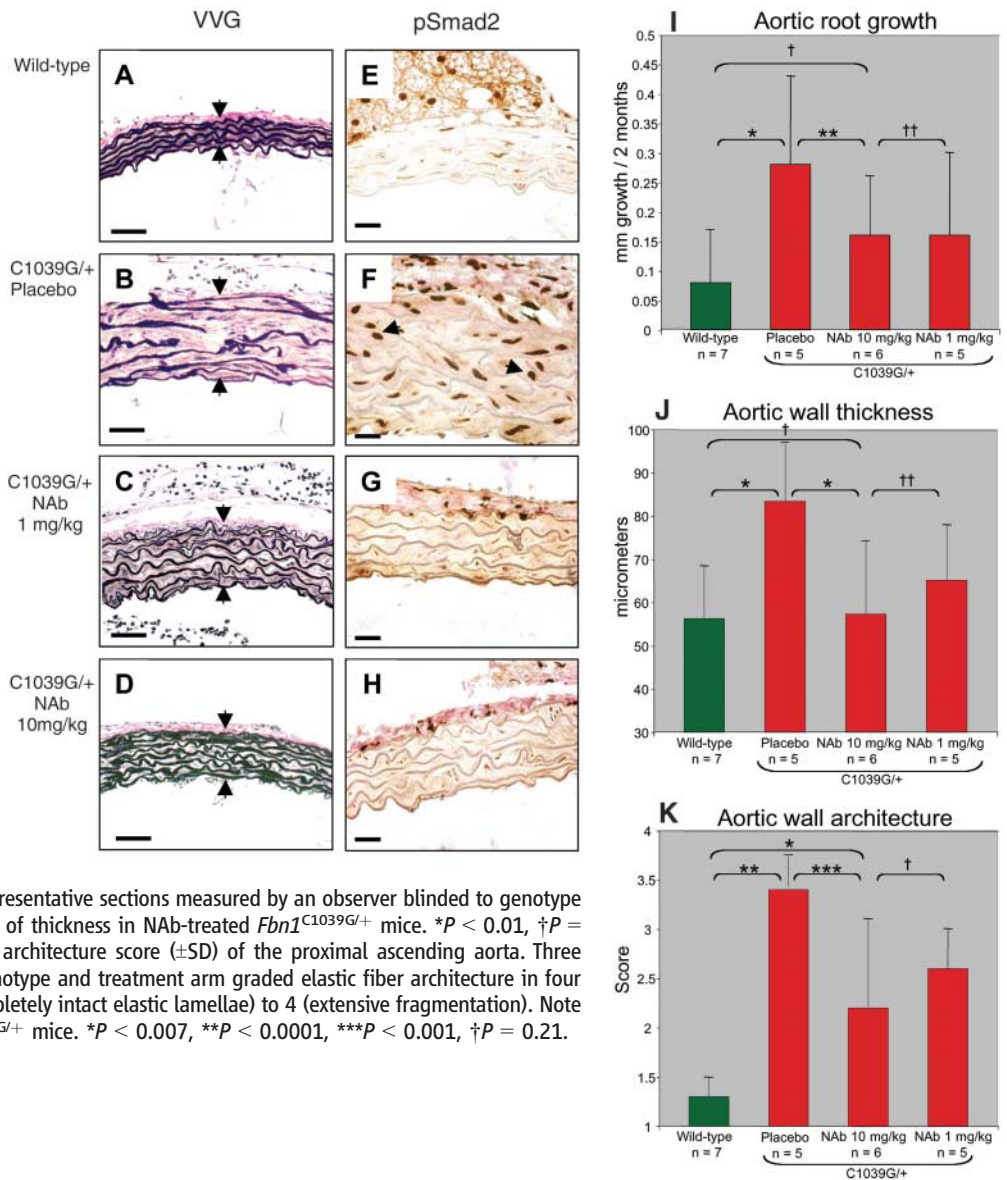 VVG
pSmad2
Wild-type
A
E
C1039G/+
Placebo
B
F
C1039G/+
NAb
1 mg/kg
C
G
C1039G/+
NAb
10mg/kg
D
H
presentative sections measured by an observer blinded to genotype
of thickness in NAb-treated Fbn1C1039G/+ mice. *P < 0.01, †P =
architecture score (±SD) of the proximal ascending aorta. Three
notype and treatment arm graded elastic fiber architecture in four
pletely intact elastic lamellae) to 4 (extensive fragmentation). Note
G/+ mice. *P < 0.007, **P < 0.0001, ***P < 0.001, †P = 0.21.
I Aortic root growth
mm growth / 2 months
0.5
0.45
0.4
0.35
0.3
0.25
0.2
0.15
0.1
0.05
0
†
* ** ††
Wild-type Placebo NAb 10 mg/kg NAb 1 mg/kg
n = 7 n = 5 n = 6 n = 5
C1039G/+
J Aortic wall thickness
micrometers
100
90
80
70
60
50
40
30
†
* * ††
Wild-type Placebo NAb 10 mg/kg NAb 1 mg/kg
n = 7 n = 5 n = 6 n = 5
C1039G/+
K Aortic wall architecture
Score
4
3.5
3
2.5
2
1.5
1
*
** *** †
Wild-type Placebo NAb 10 mg/kg NAb 1 mg/kg
n = 7 n = 5 n = 6 n = 5
C1039G/+